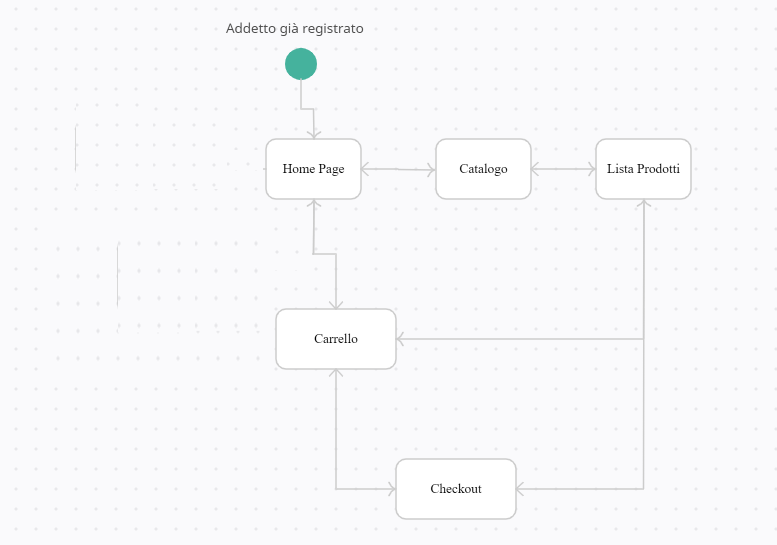 Addetto già registrato
Home Page
Catalogo
Lista Prodotti
Carrello
Checkout